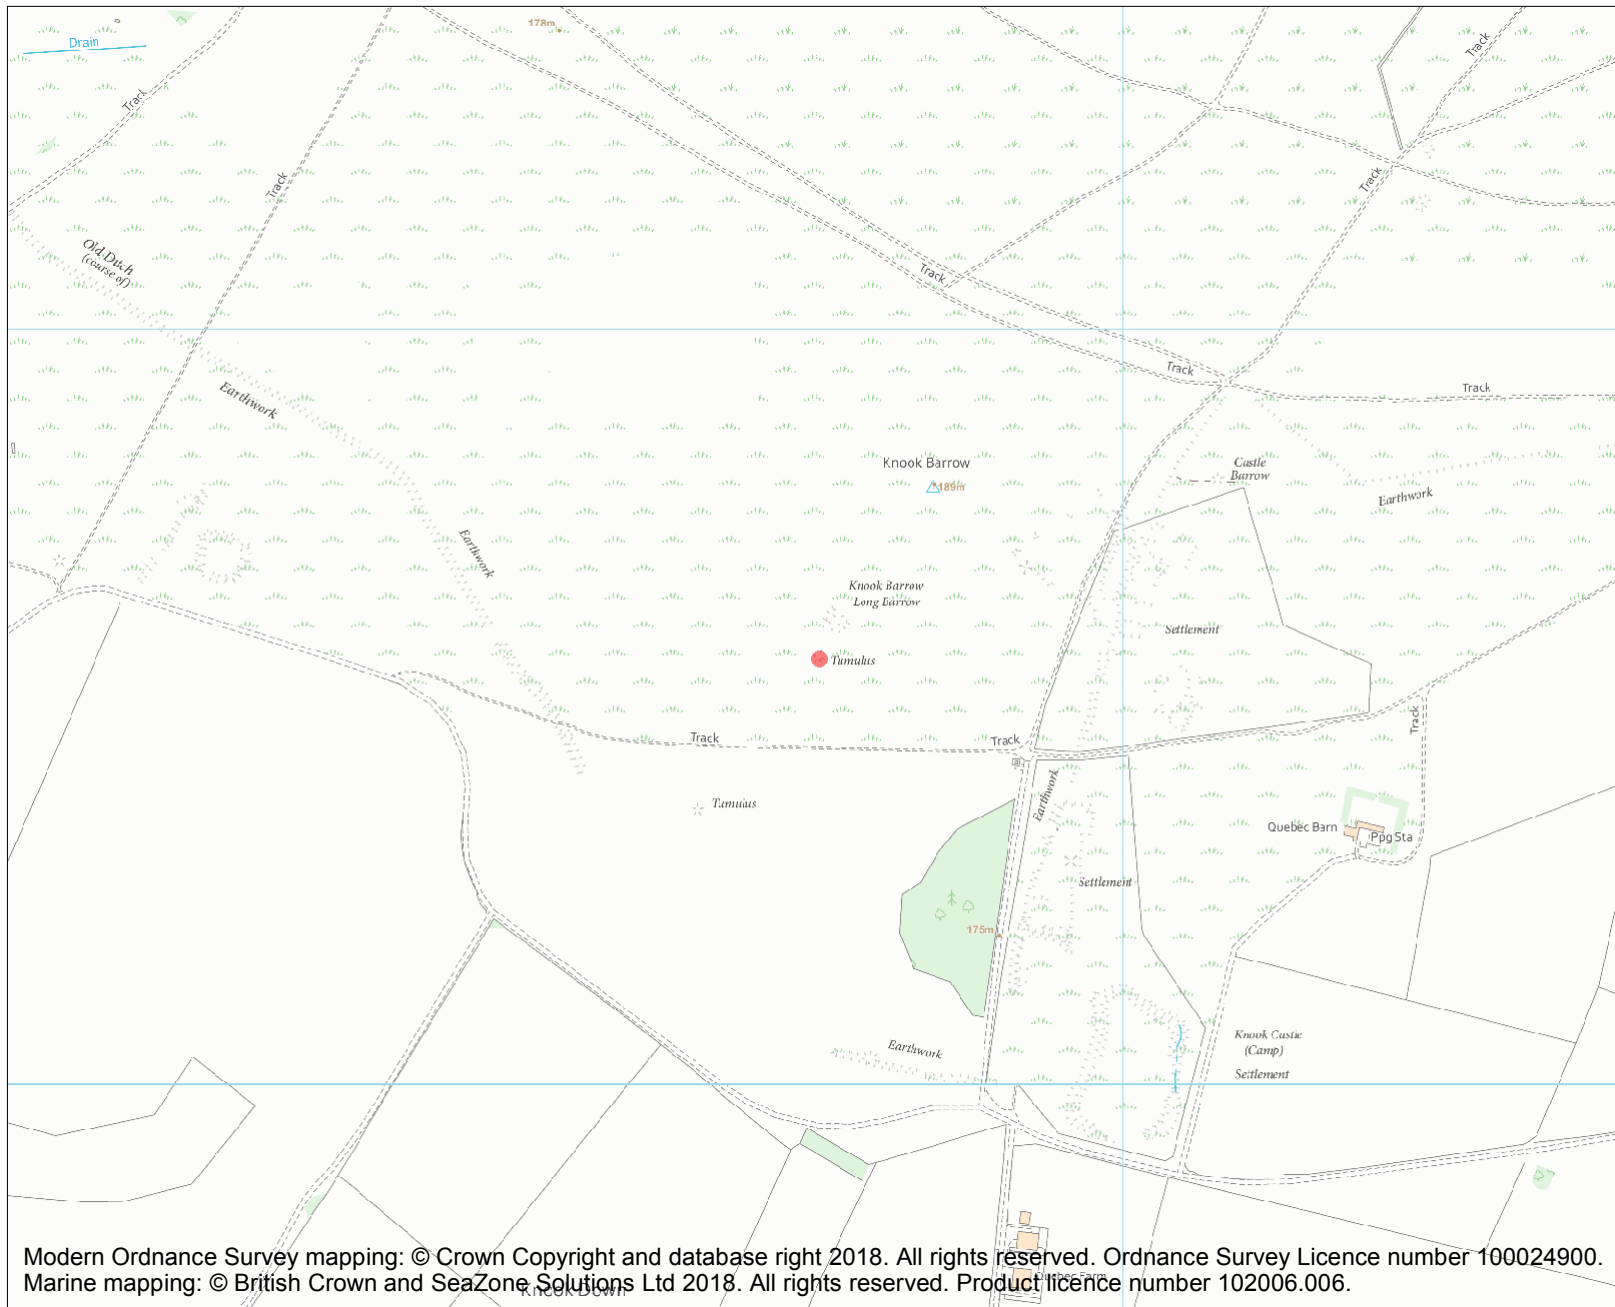 178m
Drain
Track
Track
Track
Track
Old Ditch
(course of)
Track
Track
Track
Earthwork
Knook Barrow
189m
Castle
Barrow
Earthwork
Earthwork
Knook Barrow
Long Barrow
Settlement
Tumulus
Track
Track
Track
Earthwork
Tumulus
Quebec Barn
Ppg Sta
Settlement
175m
Knook Castle
(Camp)
Earthwork
Settlement
Modern Ordnance Survey mapping: © Crown Copyright and database right 2018. All rights reserved. Ordnance Survey Licence number 100024900.
Quebec Farm
Marine mapping: © British Crown and SeaZone Solutions Ltd 2018. All rights reserved. Product licence number 102006.006.
Knook Down